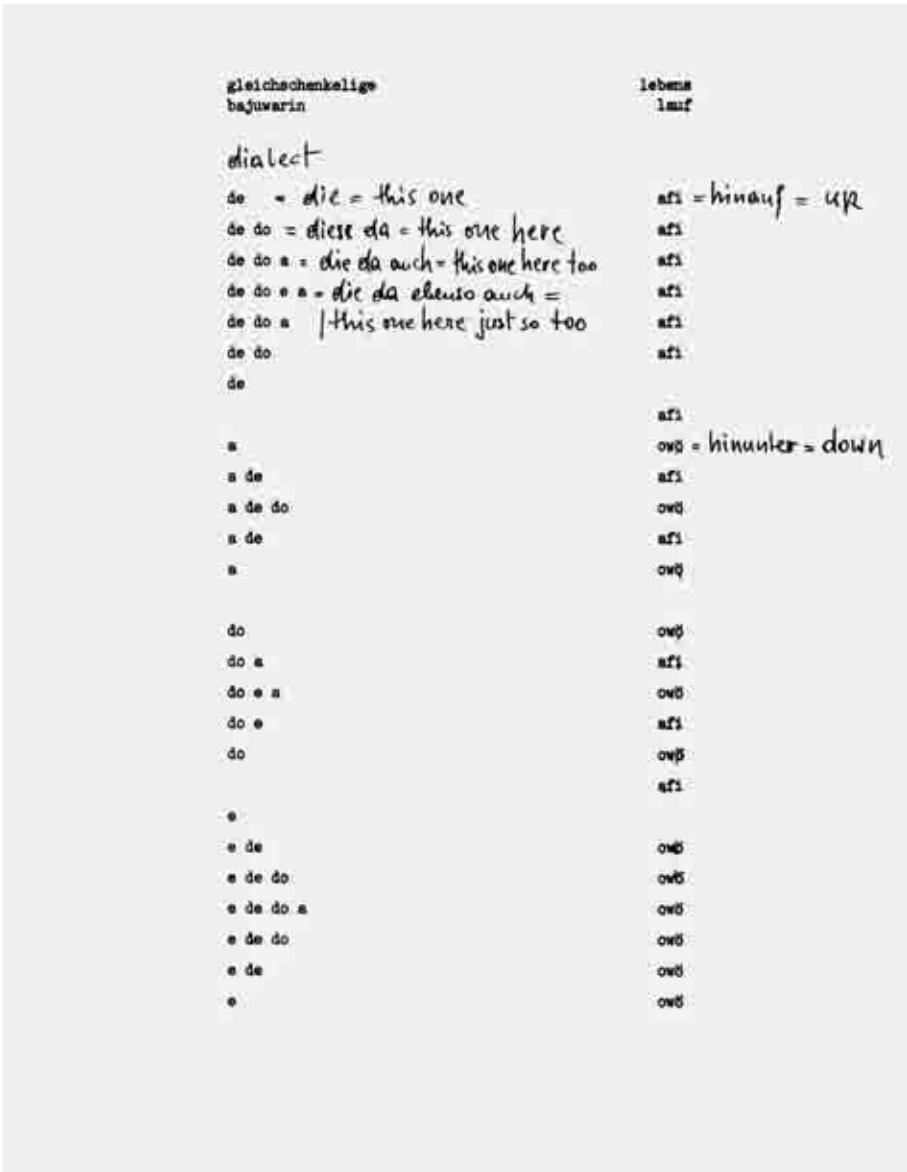 gleichschenkelige
bajuwarin
dialect
de = die = this one
de do = diese da = this one here
de do a = die da auch = this one here too
de do e a = die da ebenso auch =
de do a | this one here just so too
de do
de
a
a de
a de do
a de
a
do
do a
do e a
do e
do
e
e de
e de do
e de do a
e de do
e de
e
lebens
lauf
afi = hinauf = up
afi
afi
afi
afi
afi
afi
owö = hinunter = down
afi
owö
afi
owö
owö
afi
owö
afi
owö
afi
owö
owö
owö
owö
owö
owö